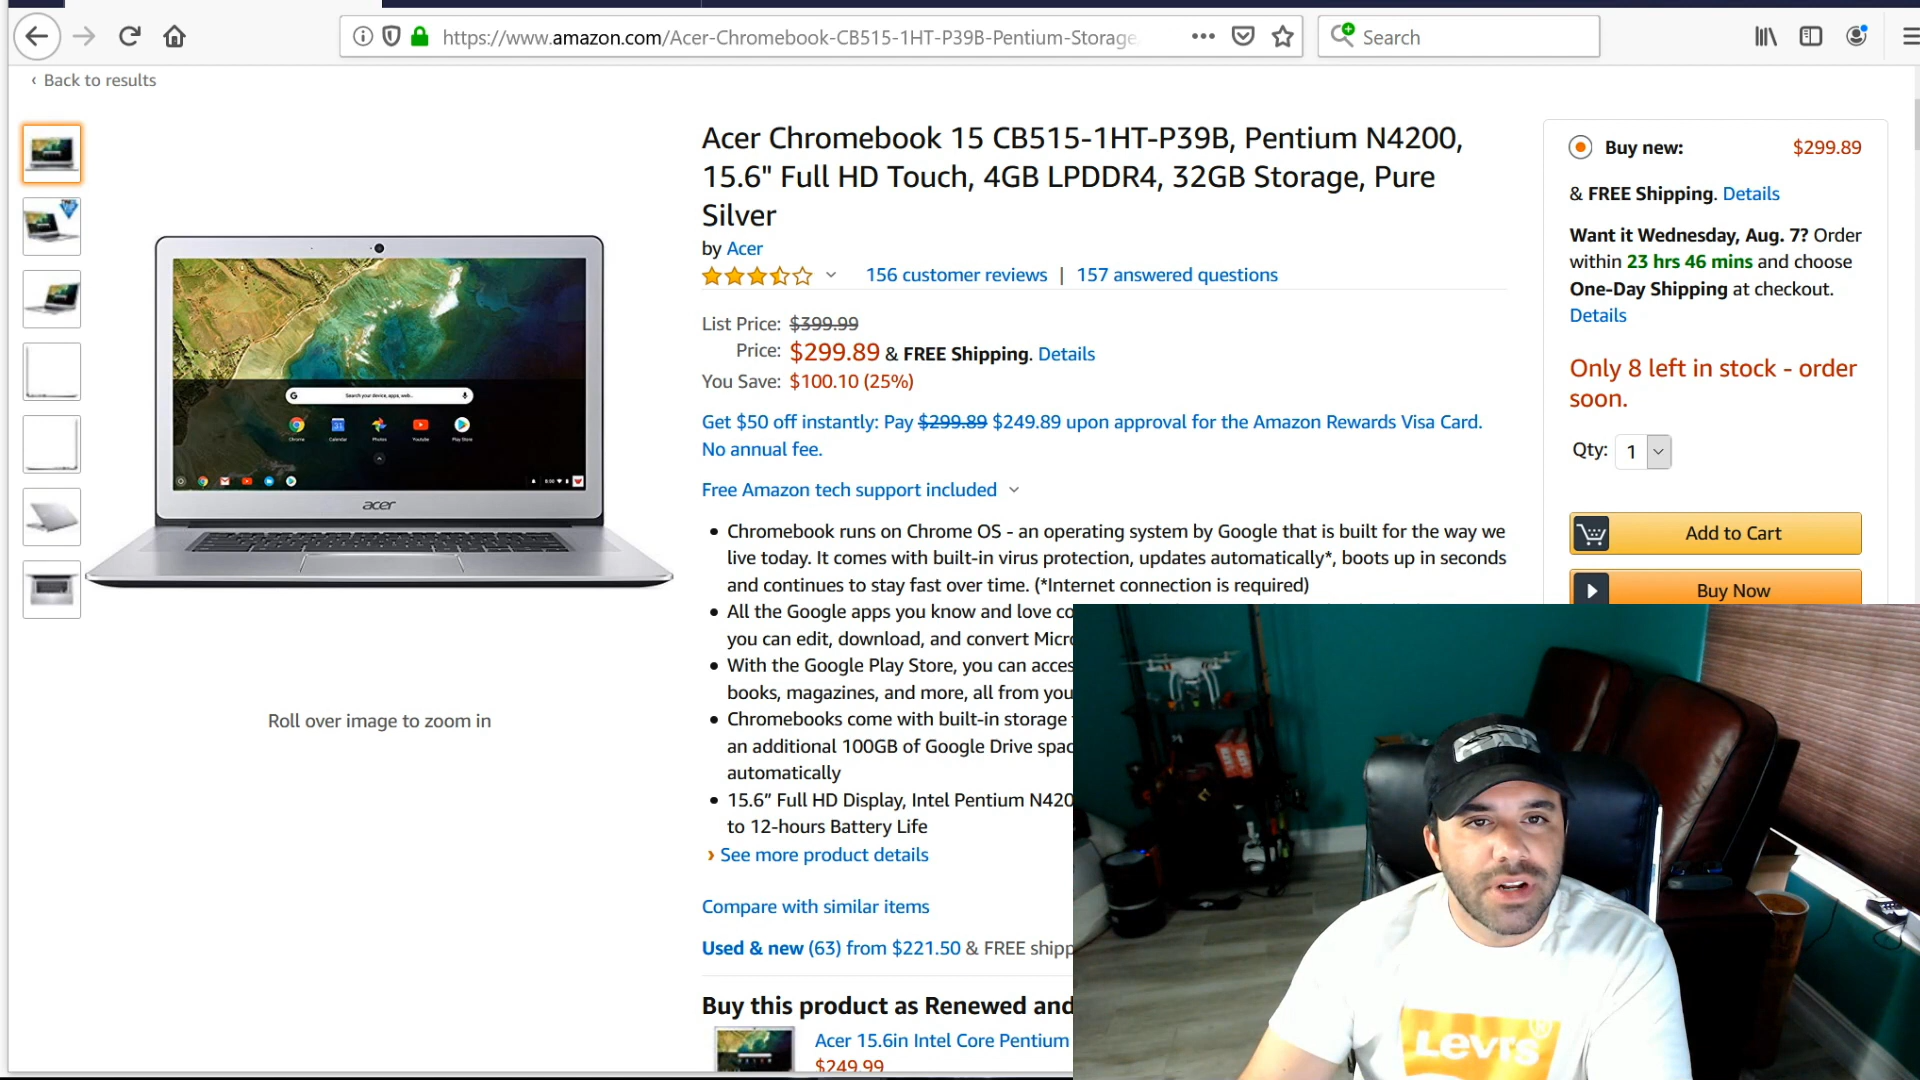 https://www.amazon.com/Acer-Chromebook-CB515-1HT-P39B-Pentium-Storage
Search
‹ Back to results
Acer Chromebook 15 CB515-1HT-P39B, Pentium N4200,
15.6" Full HD Touch, 4GB LPDDR4, 32GB Storage, Pure
Silver
by Acer
156 customer reviews | 157 answered questions
List Price: $399.99
Price: $299.89 & FREE Shipping. Details
You Save: $100.10 (25%)
Get $50 off instantly: Pay $299.89 $249.89 upon approval for the Amazon Rewards Visa Card.
No annual fee.
Free Amazon tech support included
• Chromebook runs on Chrome OS - an operating system by Google that is built for the way we
live today. It comes with built-in virus protection, updates automatically*, boots up in seconds
and continues to stay fast over time. (*Internet connection is required)
• All the Google apps you know and love co
you can edit, download, and convert Micro
• With the Google Play Store, you can acces
books, magazines, and more, all from you
• Chromebooks come with built-in storage
an additional 100GB of Google Drive spac
automatically
• 15.6” Full HD Display, Intel Pentium N420
to 12-hours Battery Life
› See more product details
Compare with similar items
Used & new (63) from $221.50 & FREE shipp
Buy this product as Renewed and
Acer 15.6in Intel Core Pentium
$249.99
Buy new: $299.89
& FREE Shipping. Details
Want it Wednesday, Aug. 7? Order
within 23 hrs 46 mins and choose
One-Day Shipping at checkout.
Details
Only 8 left in stock - order
soon.
Qty: 1
Add to Cart
Buy Now
Search your device, apps, web...
Chrome Calendar Photos Youtube Play Store
acer
Roll over image to zoom in
Levi's